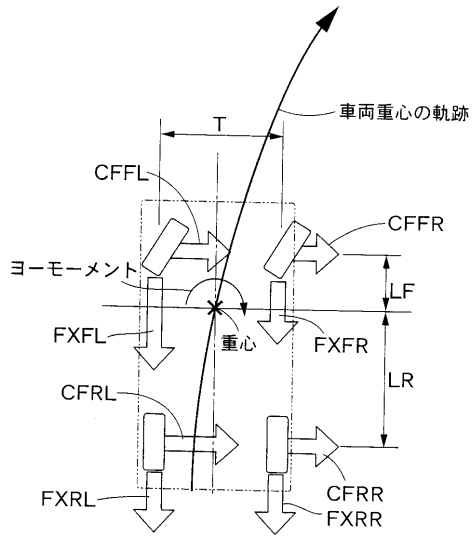 車両重心の軌跡
T
CFFL
CFFR
ヨーモーメント
LF
FXFL
重心
FXFR
CFRL
LR
CFRR
FXRL
FXRR